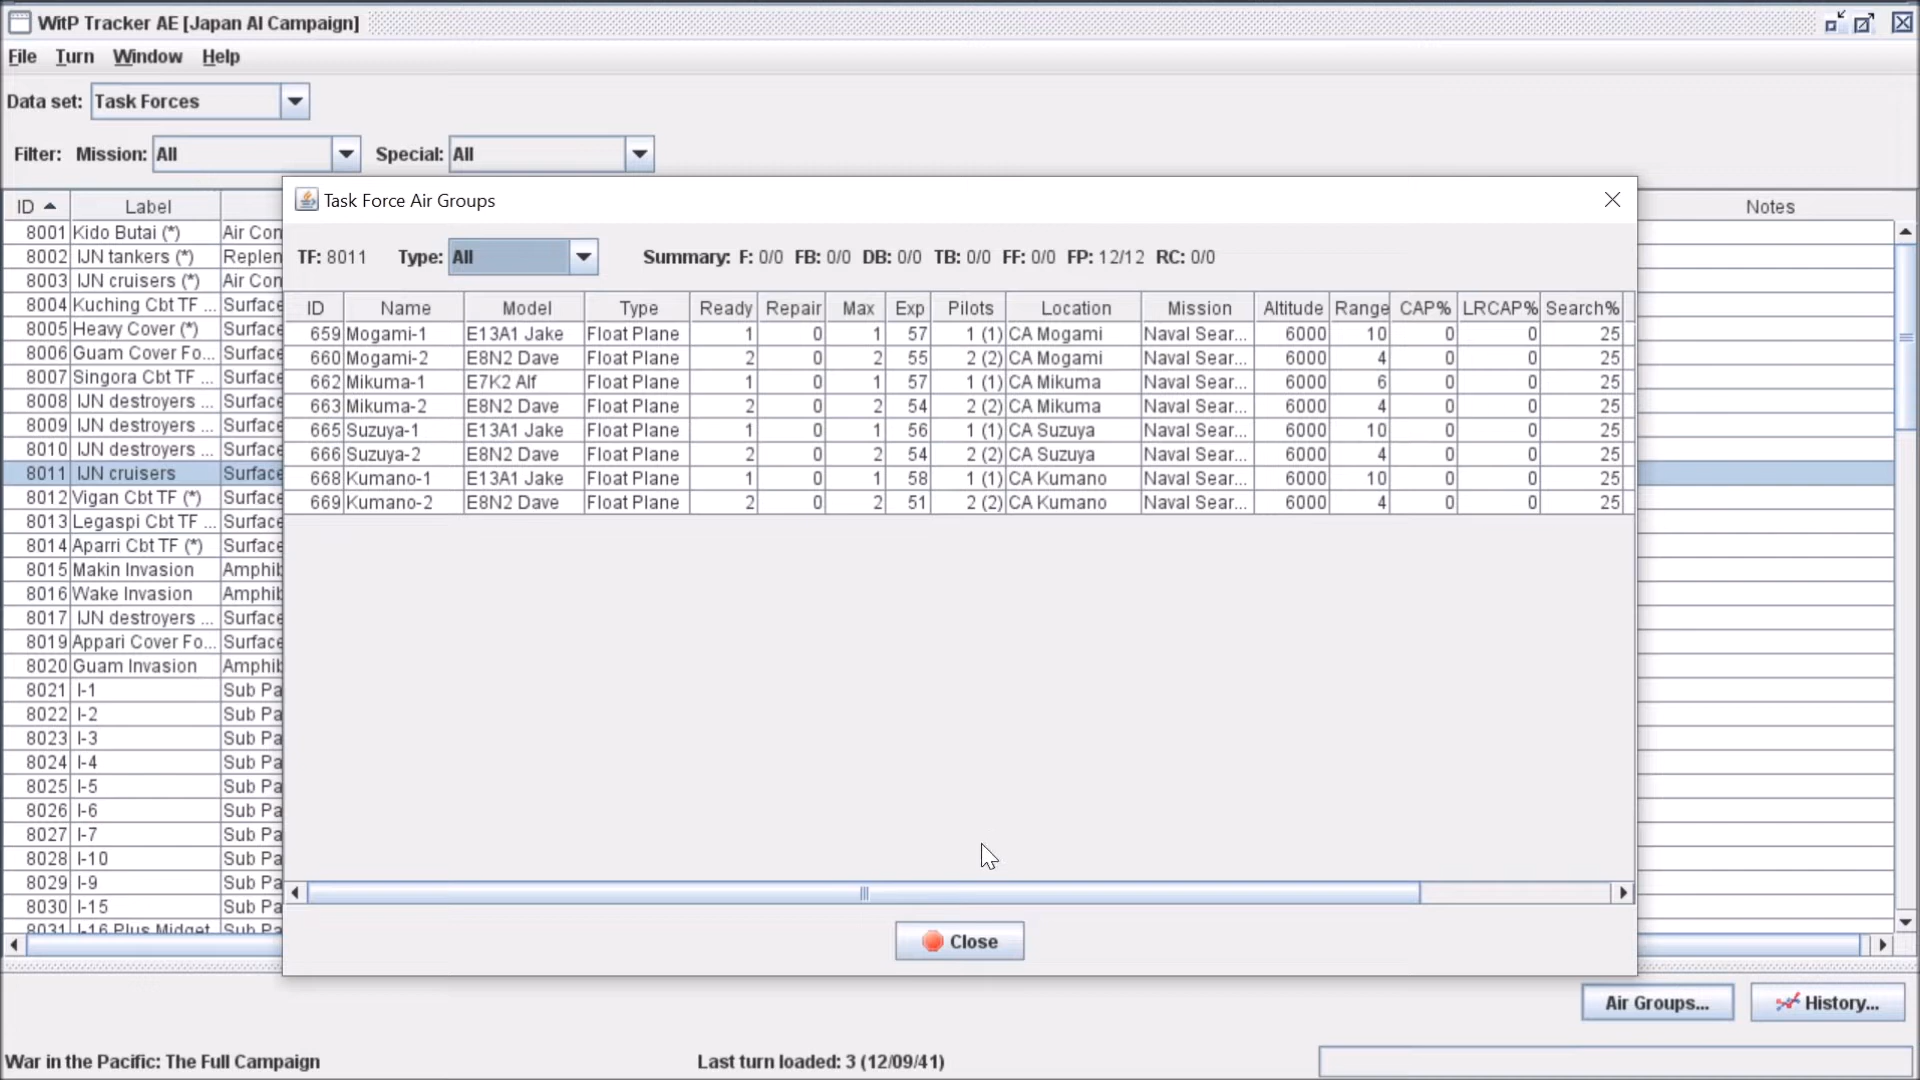 WitP Tracker AE [Japan AI Campaign]
File Turn Window Help
Data set: Task Forces
Filter: Mission: All Special: All
ID Label Notes
8001 Kido Butai (*) Air Con
8002 IJN tankers (*) Replen
8003 IJN cruisers (*) Air Con
8004 Kuching Cbt TF ... Surface
8005 Heavy Cover (*) Surface
8006 Guam Cover Fo... Surface
8007 Singora Cbt TF ... Surface
8008 IJN destroyers ... Surface
8009 IJN destroyers ... Surface
8010 IJN destroyers ... Surface
8011 IJN cruisers Surface
8012 Vigan Cbt TF (*) Surface
8013 Legaspi Cbt TF ... Surface
8014 Aparri Cbt TF (*) Surface
8015 Makin Invasion Amphib
8016 Wake Invasion Amphib
8017 IJN destroyers ... Surface
8019 Appari Cover Fo... Surface
8020 Guam Invasion Amphib
8021 I-1 Sub Pa
8022 I-2 Sub Pa
8023 I-3 Sub Pa
8024 I-4 Sub Pa
8025 I-5 Sub Pa
8026 I-6 Sub Pa
8027 I-7 Sub Pa
8028 I-10 Sub Pa
8029 I-9 Sub Pa
8030 I-15 Sub Pa
8031 I-16 Plus Midget Sub Pa
Task Force Air Groups
TF: 8011 Type: All Summary: F: 0/0 FB: 0/0 DB: 0/0 TB: 0/0 FF: 0/0 FP: 12/12 RC: 0/0
ID Name Model Type Ready Repair Max Exp Pilots Location Mission Altitude Range CAP% LRCAP% Search%
659 Mogami-1 E13A1 Jake Float Plane 1 0 1 57 1 (1) CA Mogami Naval Sear... 6000 10 0 0 25
660 Mogami-2 E8N2 Dave Float Plane 2 0 2 55 2 (2) CA Mogami Naval Sear... 6000 4 0 0 25
662 Mikuma-1 E7K2 Alf Float Plane 1 0 1 57 1 (1) CA Mikuma Naval Sear... 6000 6 0 0 25
663 Mikuma-2 E8N2 Dave Float Plane 2 0 2 54 2 (2) CA Mikuma Naval Sear... 6000 4 0 0 25
665 Suzuya-1 E13A1 Jake Float Plane 1 0 1 56 1 (1) CA Suzuya Naval Sear... 6000 10 0 0 25
666 Suzuya-2 E8N2 Dave Float Plane 2 0 2 54 2 (2) CA Suzuya Naval Sear... 6000 4 0 0 25
668 Kumano-1 E13A1 Jake Float Plane 1 0 1 58 1 (1) CA Kumano Naval Sear... 6000 10 0 0 25
669 Kumano-2 E8N2 Dave Float Plane 2 0 2 51 2 (2) CA Kumano Naval Sear... 6000 4 0 0 25
Close
Air Groups... History...
War in the Pacific: The Full Campaign Last turn loaded: 3 (12/09/41)